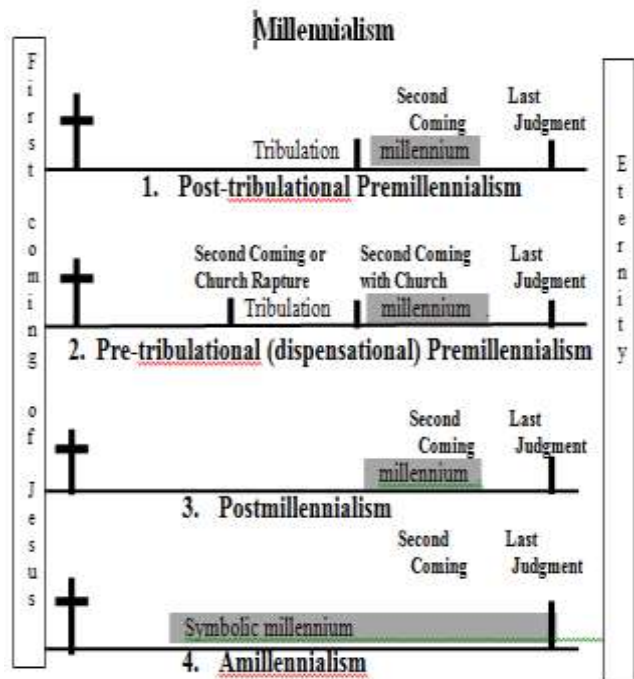 Millennialism
First coming of Jesus
Second Last
Coming Judgment
Tribulation millennium
1. Post-tribulational Premillennialism
Second Coming or Second Coming Last
Church Rapture with Church Judgment
Tribulation millennium
2. Pre-tribulational (dispensational) Premillennialism
Second Last
Coming Judgment
millennium
3. Postmillennialism
Second Last
Coming Judgment
Symbolic millennium
4. Amillennialism
Eternity